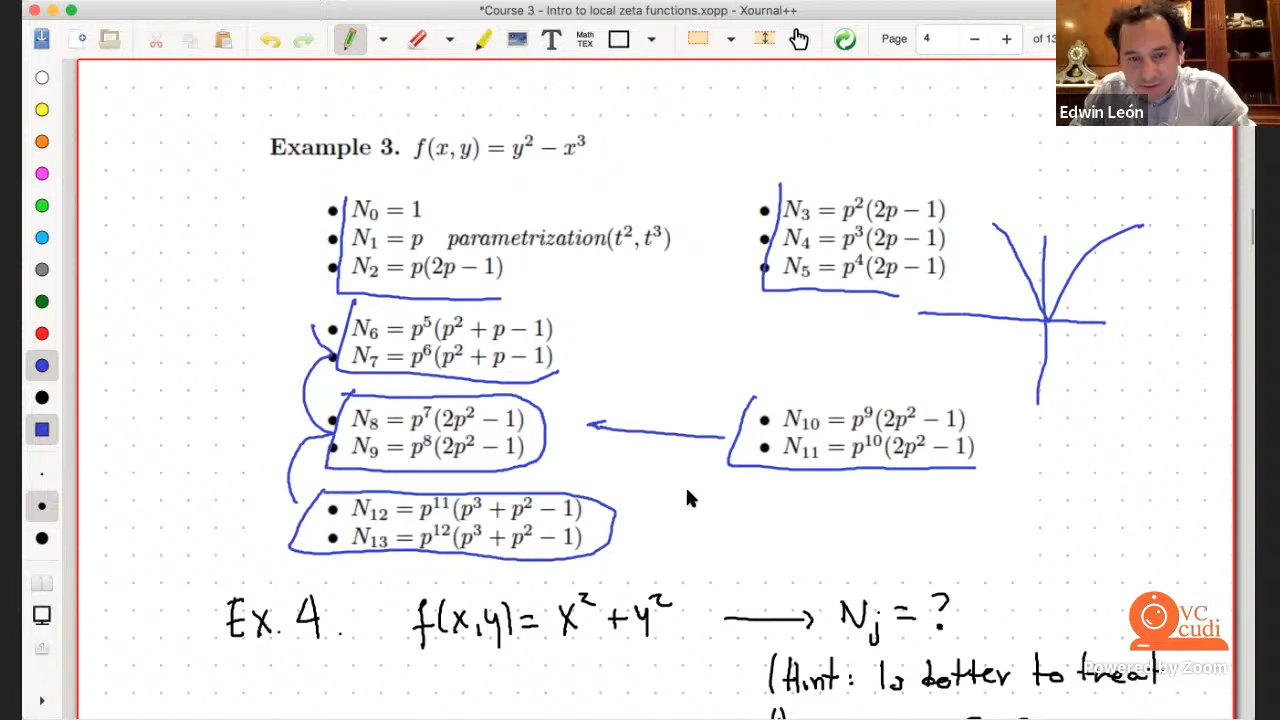 *Course 3 - Intro to local zeta functions.xopp - Xournal++
T Math TEX Page 4 of 13
Edwin León
Example 3. f(x, y) = y² − x³
N₀ = 1
N₁ = p parametrization(t², t³)
N₂ = p(2p − 1)
N₃ = p²(2p − 1)
N₄ = p³(2p − 1)
N₅ = p⁴(2p − 1)
N₆ = p⁵(p² + p − 1)
N₇ = p⁶(p² + p − 1)
N₈ = p⁷(2p² − 1)
N₉ = p⁸(2p² − 1)
N₁₀ = p⁹(2p² − 1)
N₁₁ = p¹⁰(2p² − 1)
N₁₂ = p¹¹(p³ + p² − 1)
N₁₃ = p¹²(p³ + p² − 1)
Ex. 4. f(x,y) = x² + y² → Nⱼ = ?
(Hint: Is better to treat
VC cudi
Powered by Zoom